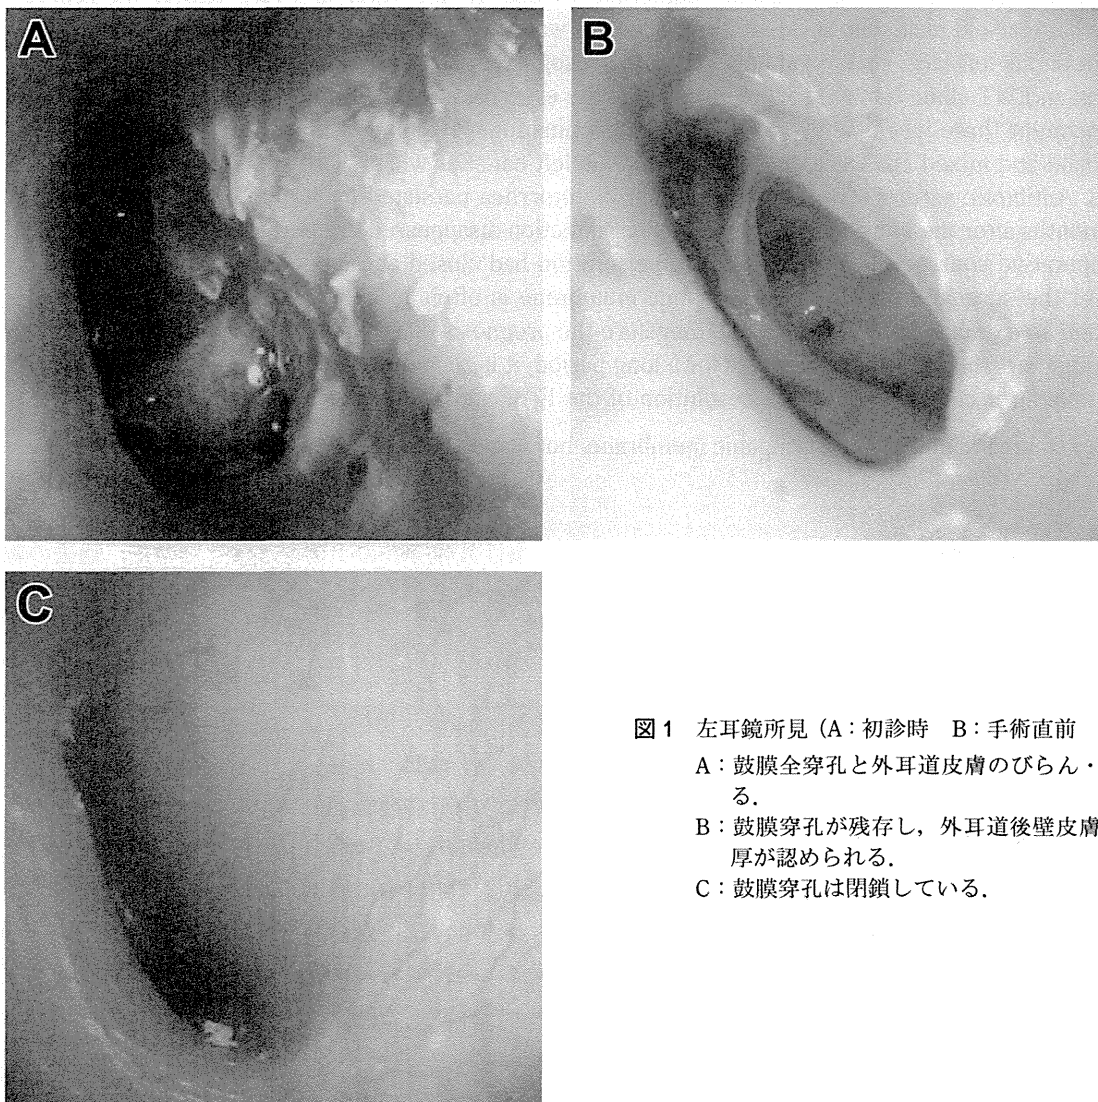 A
B
C
図1 左耳鏡所見（A：初診時 B：手術直前
A：鼓膜全穿孔と外耳道皮膚のびらん・
る．
B：鼓膜穿孔が残存し，外耳道後壁皮膚
厚が認められる．
C：鼓膜穿孔は閉鎖している．